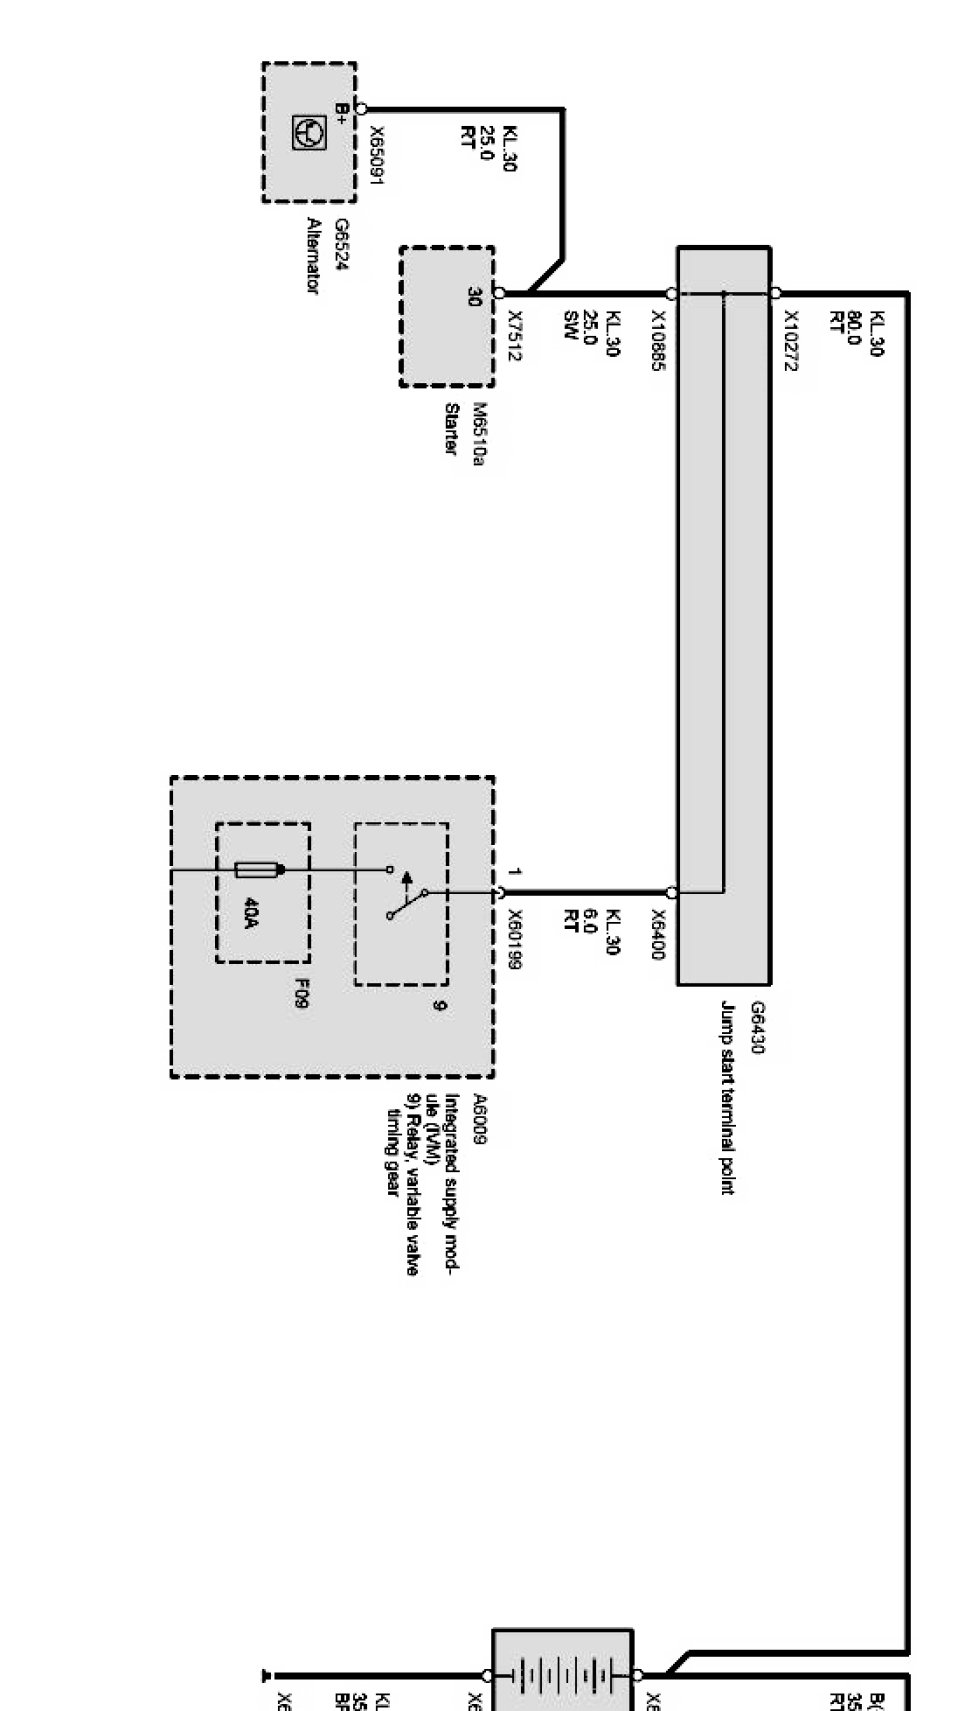 B+
X65091
G6524
Alternator
KL.30
25.0
RT
30
X7512
M6510a
Starter
KL.30
25.0
SW
X10885
X10272
KL.30
80.0
RT
G6430
Jump start terminal point
X6400
KL.30
6.0
RT
1
X60199
9
40A
F09
A6009
Integrated supply mod-
ule (IVM)
9) Relay, variable valve
timing gear
B(
35
RT
X6
X6
KL
35
X6